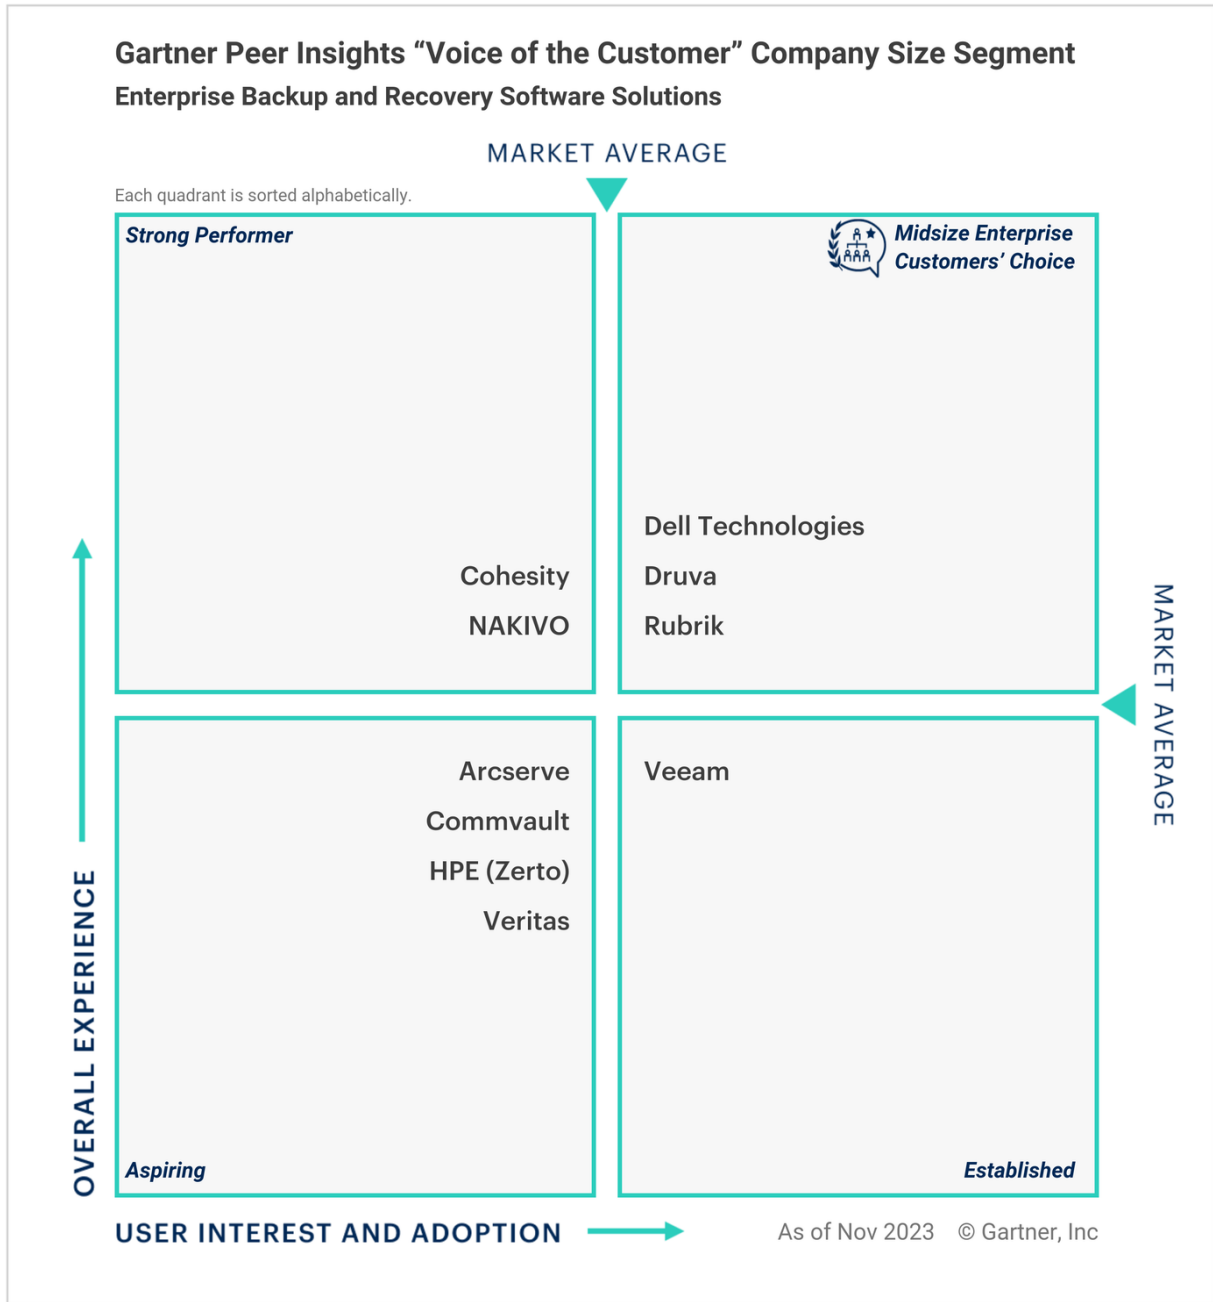 Gartner Peer Insights “Voice of the Customer” Company Size Segment
Enterprise Backup and Recovery Software Solutions
MARKET AVERAGE
Each quadrant is sorted alphabetically.
Strong Performer
Midsize Enterprise
Customers’ Choice
Cohesity
NAKIVO
Dell Technologies
Druva
Rubrik
MARKET AVERAGE
Arcserve
Commvault
HPE (Zerto)
Veritas
Veeam
OVERALL EXPERIENCE
Aspiring
Established
USER INTEREST AND ADOPTION
As of Nov 2023 © Gartner, Inc